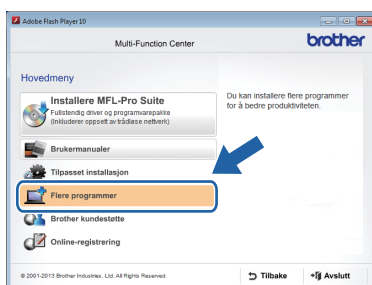 Adobe Flash Player 10
Multi-Function Center
brother
Hovedmeny
Installere MFL-Pro Suite
Fullstendig driver og programvarepakke
(Inkluderer oppsett av trådløse nettverk)
Du kan installere flere programmer
for å bedre produktiviteten.
Brukermanualer
Tilpasset installasjon
Flere programmer
Brother kundestøtte
Online-registrering
© 2001-2013 Brother Industries, Ltd. All Rights Reserved.
Tilbake
Avslutt